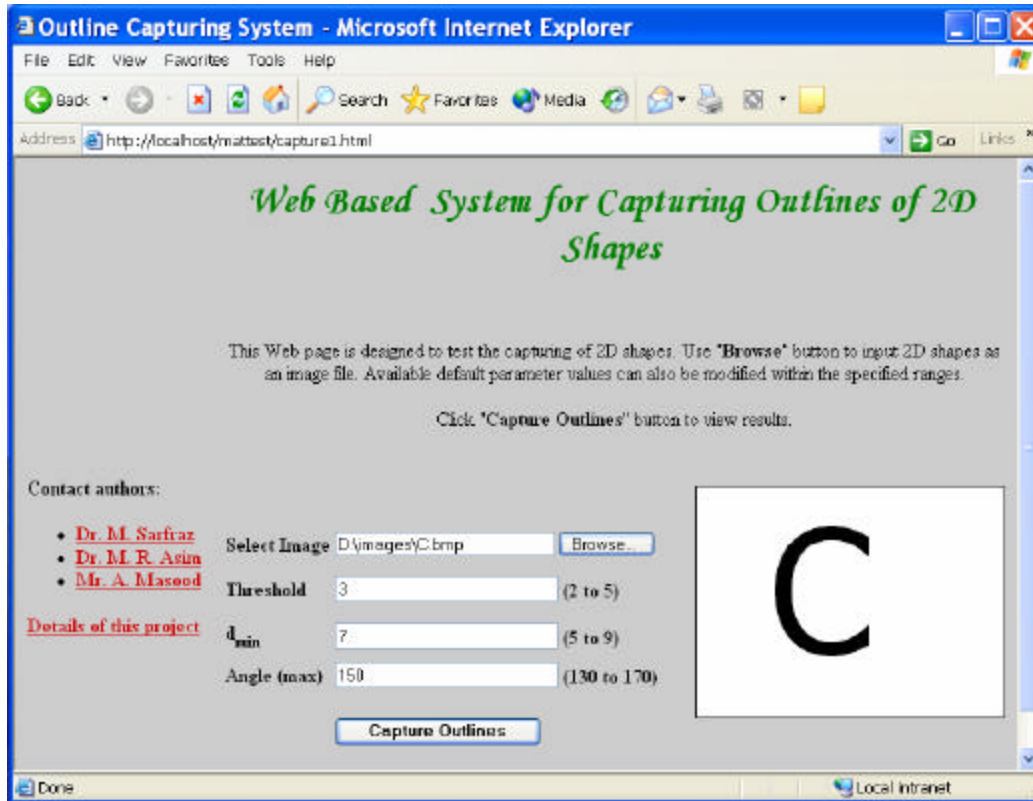 Outline Capturing System - Microsoft Internet Explorer
File Edit View Favorites Tools Help
Back Search Favorites Media
Address http://localhost/mattest/capture1.html Go Links
Web Based System for Capturing Outlines of 2D
Shapes
This Web page is designed to test the capturing of 2D shapes. Use "Browse" button to input 2D shapes as
an image file. Available default parameter values can also be modified within the specified ranges.
Click "Capture Outlines" button to view results.
Contact authors:
• Dr. M. Sarfraz
• Dr. M. R. Asim
• Mr. A. Masood
Details of this project
Select Image D:\images\C.bmp Browse...
Threshold 3 (2 to 5)
dmin 7 (5 to 9)
Angle (max) 150 (130 to 170)
Capture Outlines
C
Done Local intranet